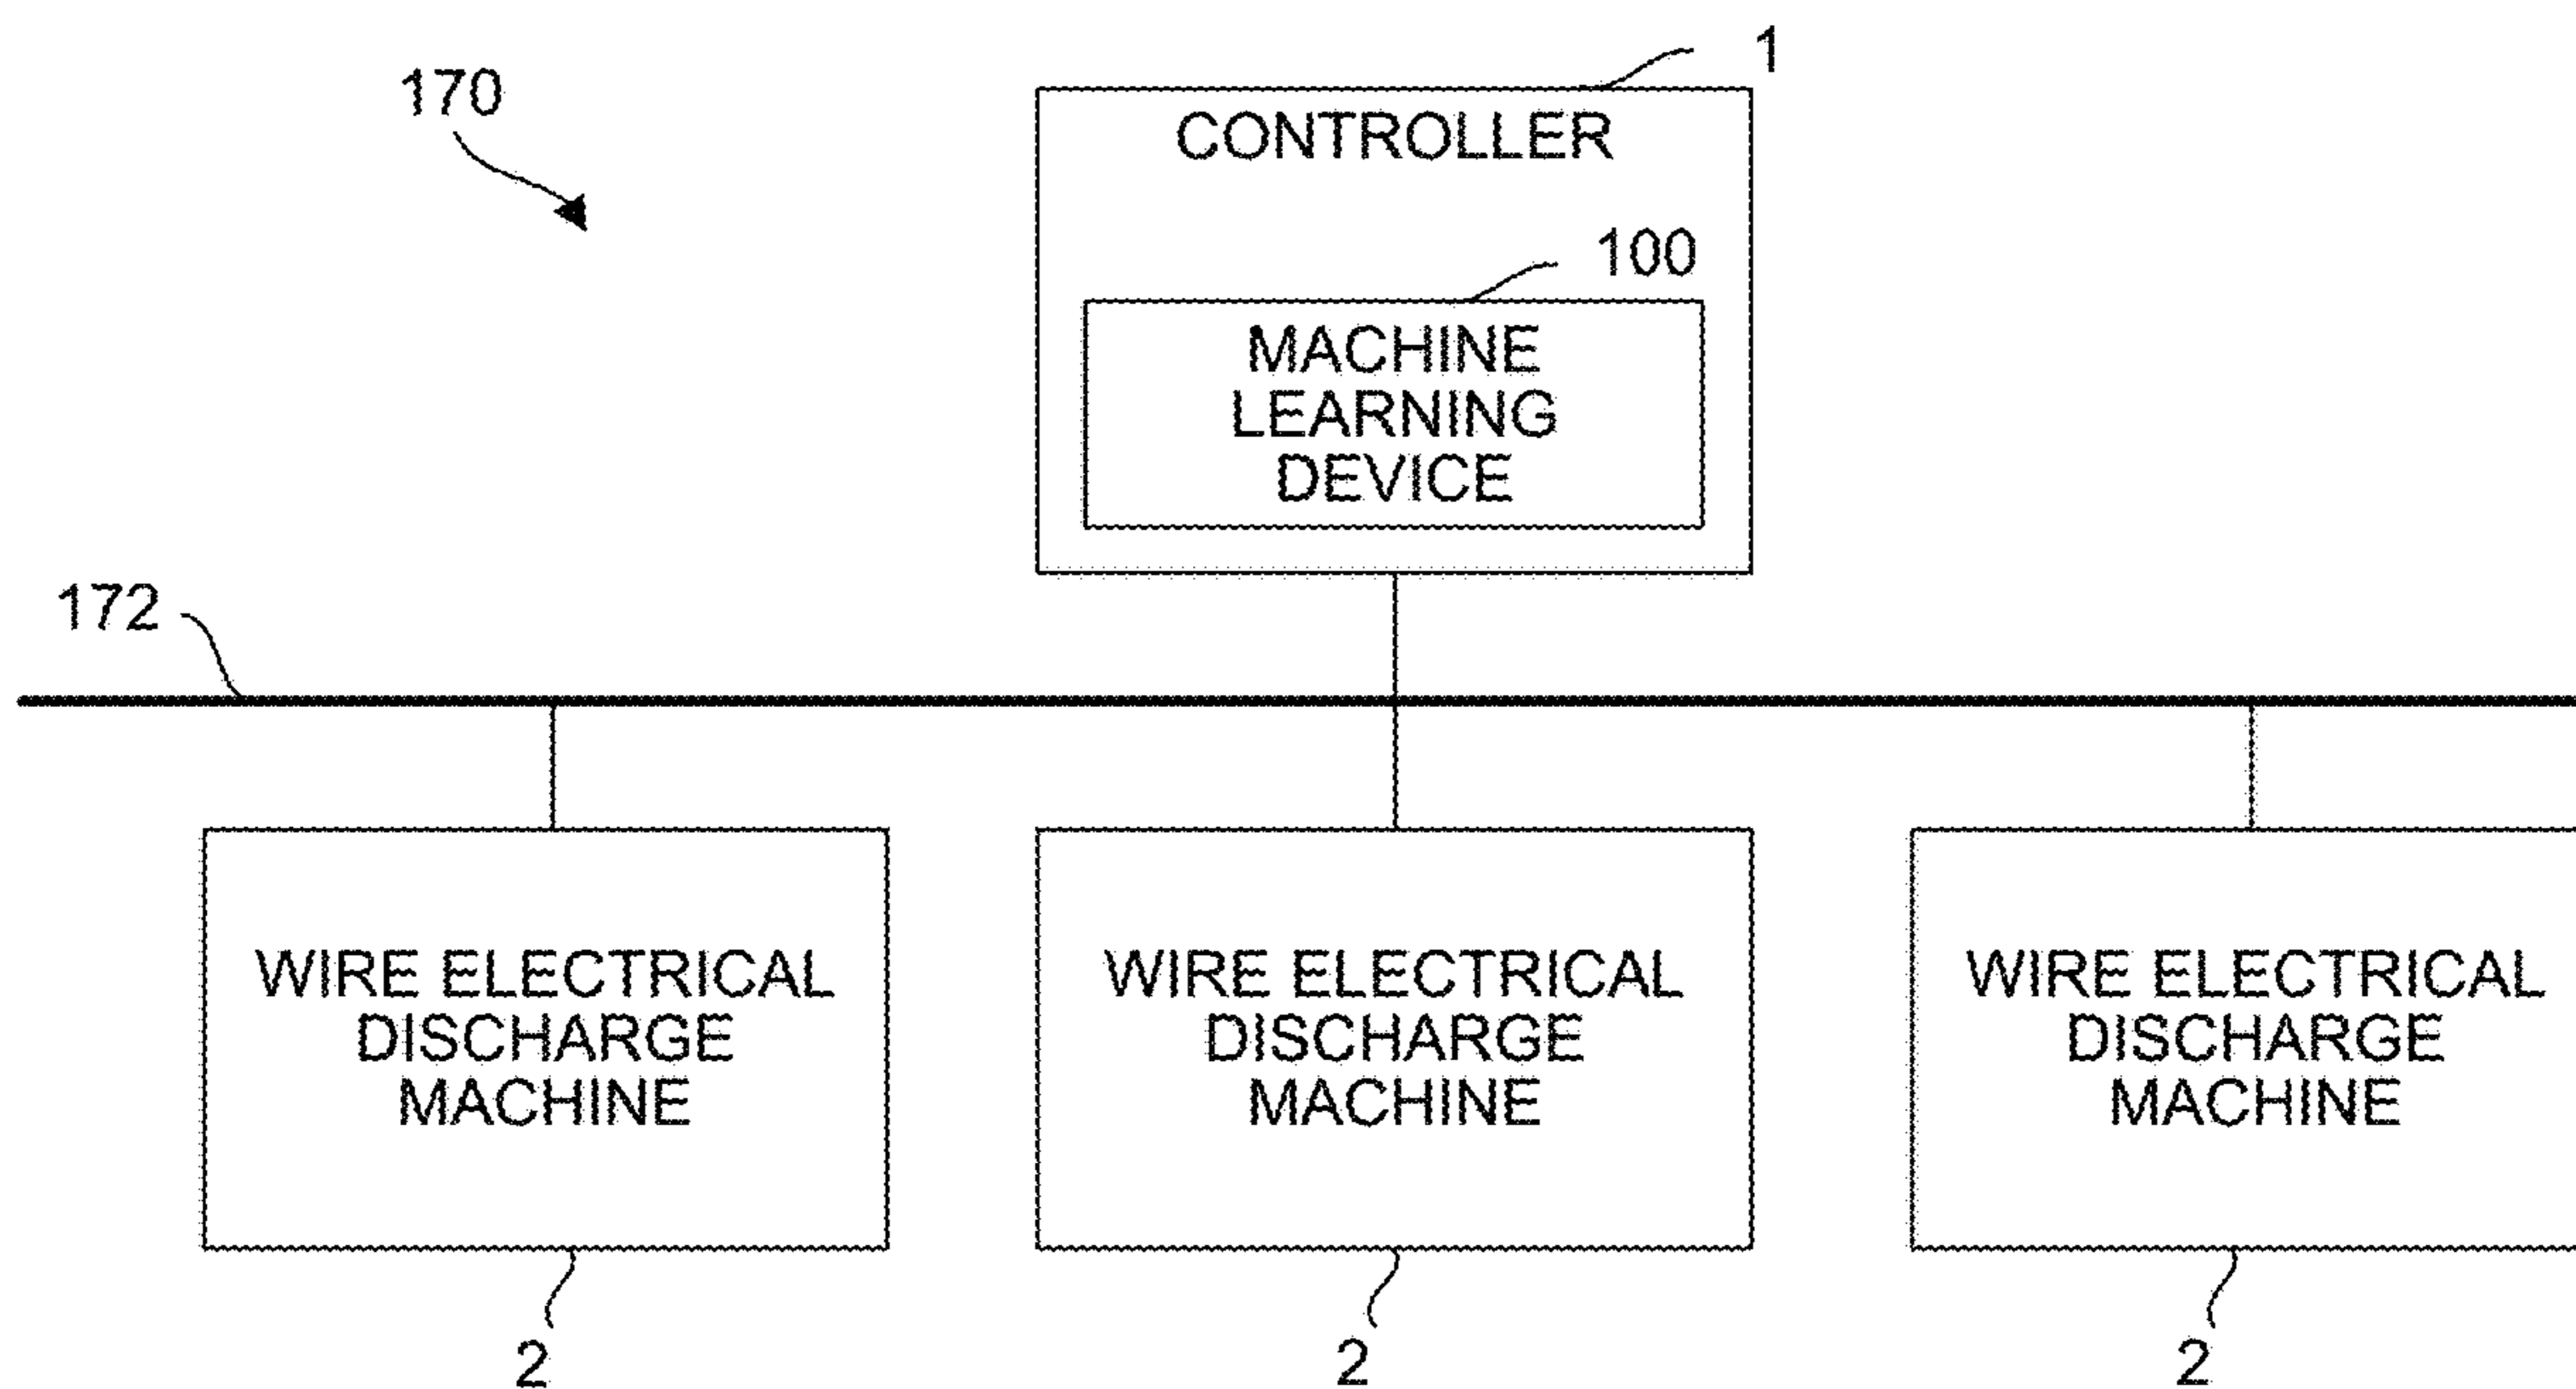 170
1
CONTROLLER
100
MACHINE
LEARNING
DEVICE
172
WIRE ELECTRICAL
DISCHARGE
MACHINE
WIRE ELECTRICAL
DISCHARGE
MACHINE
WIRE ELECTRICAL
DISCHARGE
MACHINE
2
2
2